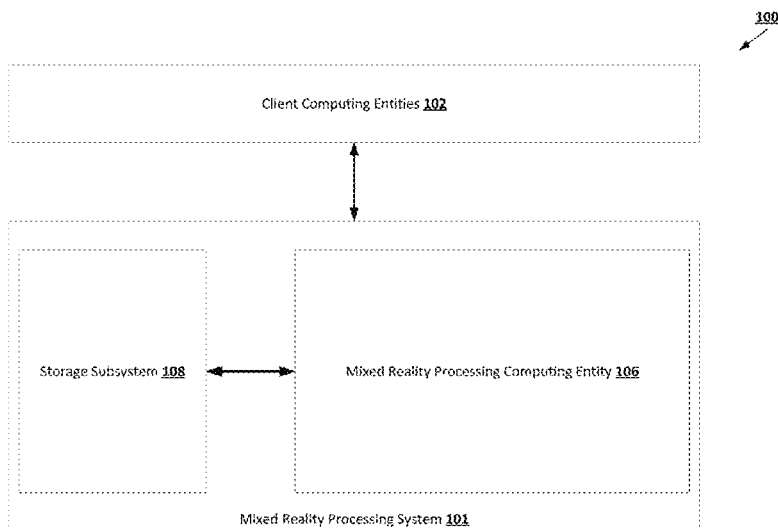 100
Client Computing Entities 102
Storage Subsystem 108
Mixed Reality Processing Computing Entity 106
Mixed Reality Processing System 101